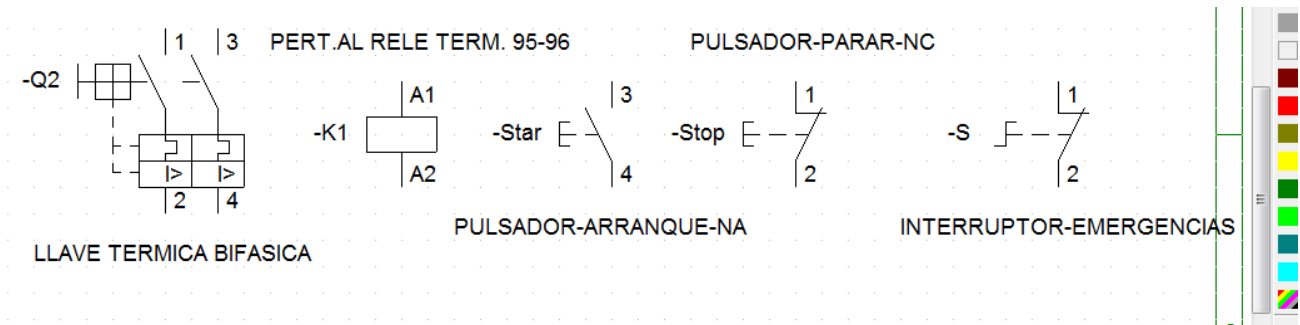 1 3 PERT.AL RELE TERM. 95-96 PULSADOR-PARAR-NC
-Q2
A1 3 1 1
-K1 -Star -Stop -S
I> I>
A2 4 2 2
2 4
PULSADOR-ARRANQUE-NA INTERRUPTOR-EMERGENCIAS
LLAVE TERMICA BIFASICA